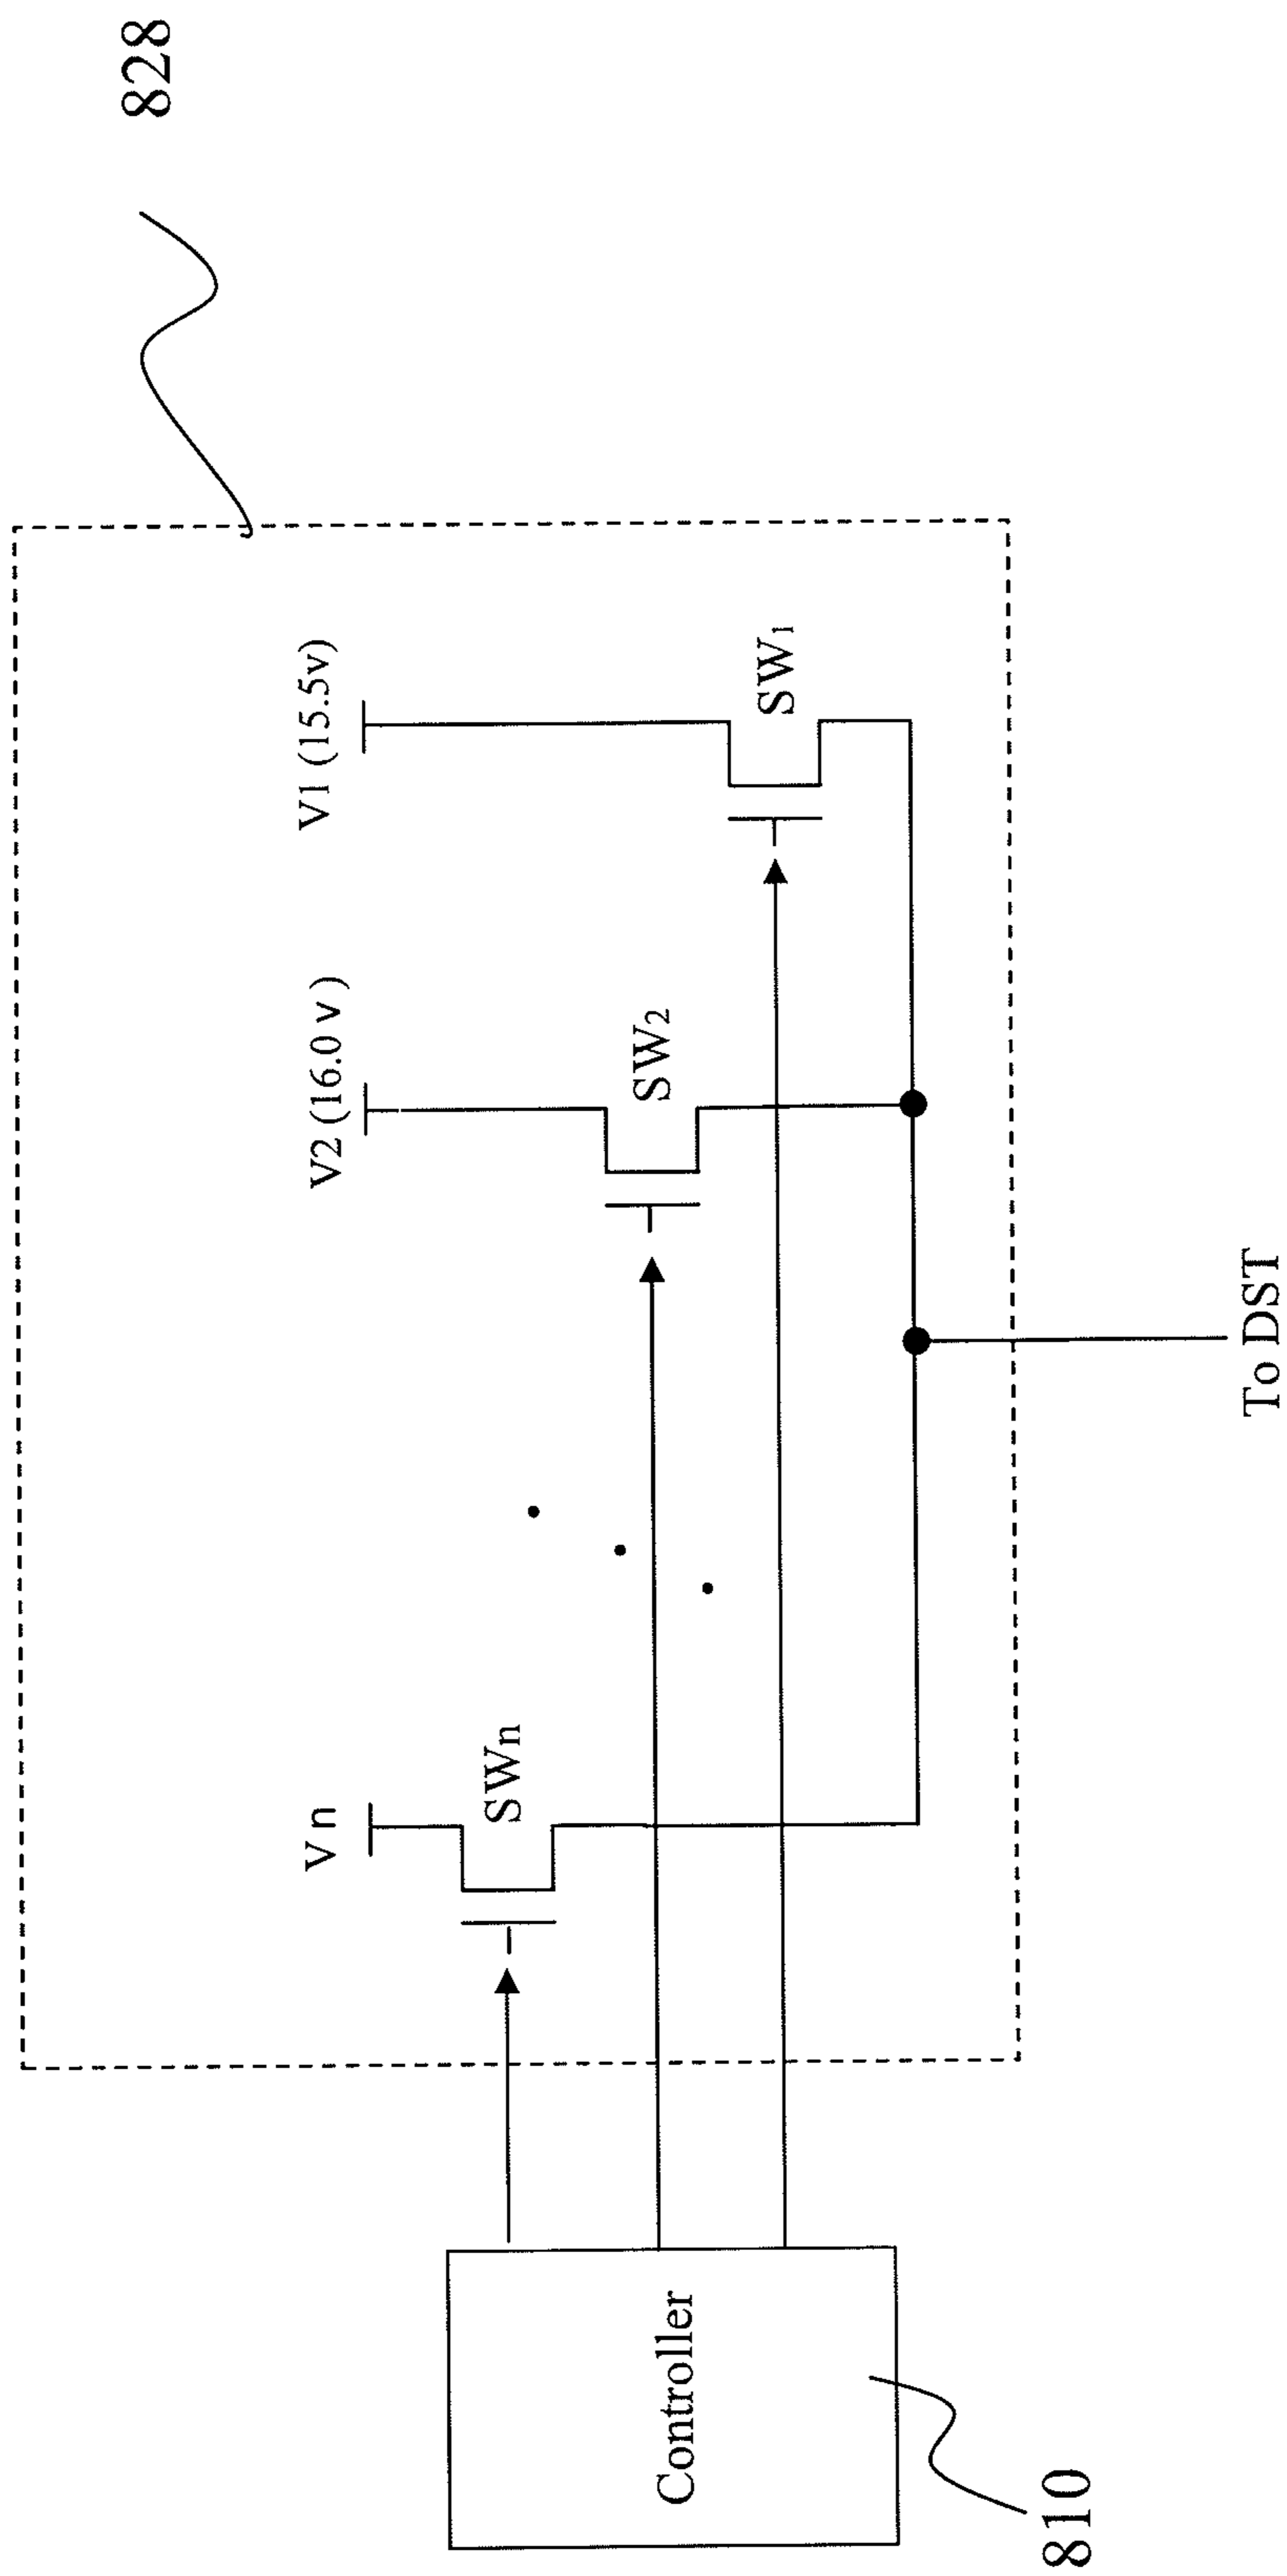 828
Vn
V2 (16.0 v )
V1 (15.5v)
SWn
SW2
SW1
Controller
810
To DST